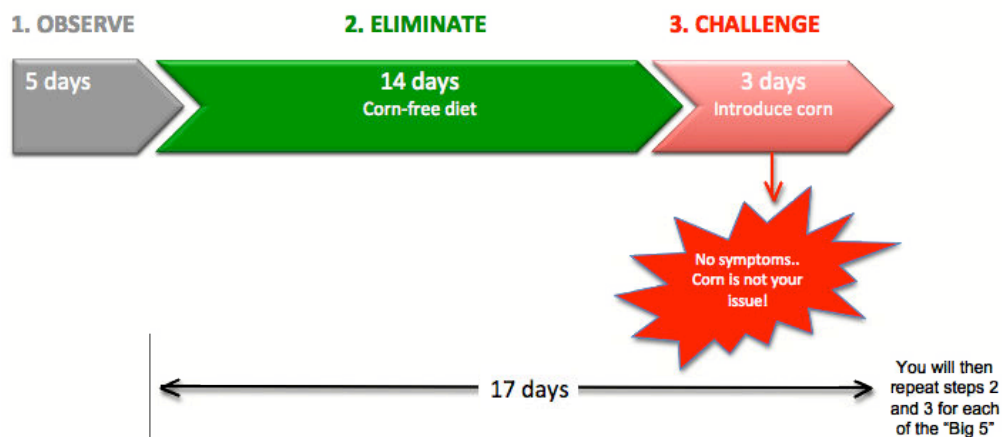 1. OBSERVE
2. ELIMINATE
3. CHALLENGE
5 days
14 days
Corn-free diet
3 days
Introduce corn
No symptoms..
Corn is not your
issue!
17 days
You will then
repeat steps 2
and 3 for each
of the "Big 5"